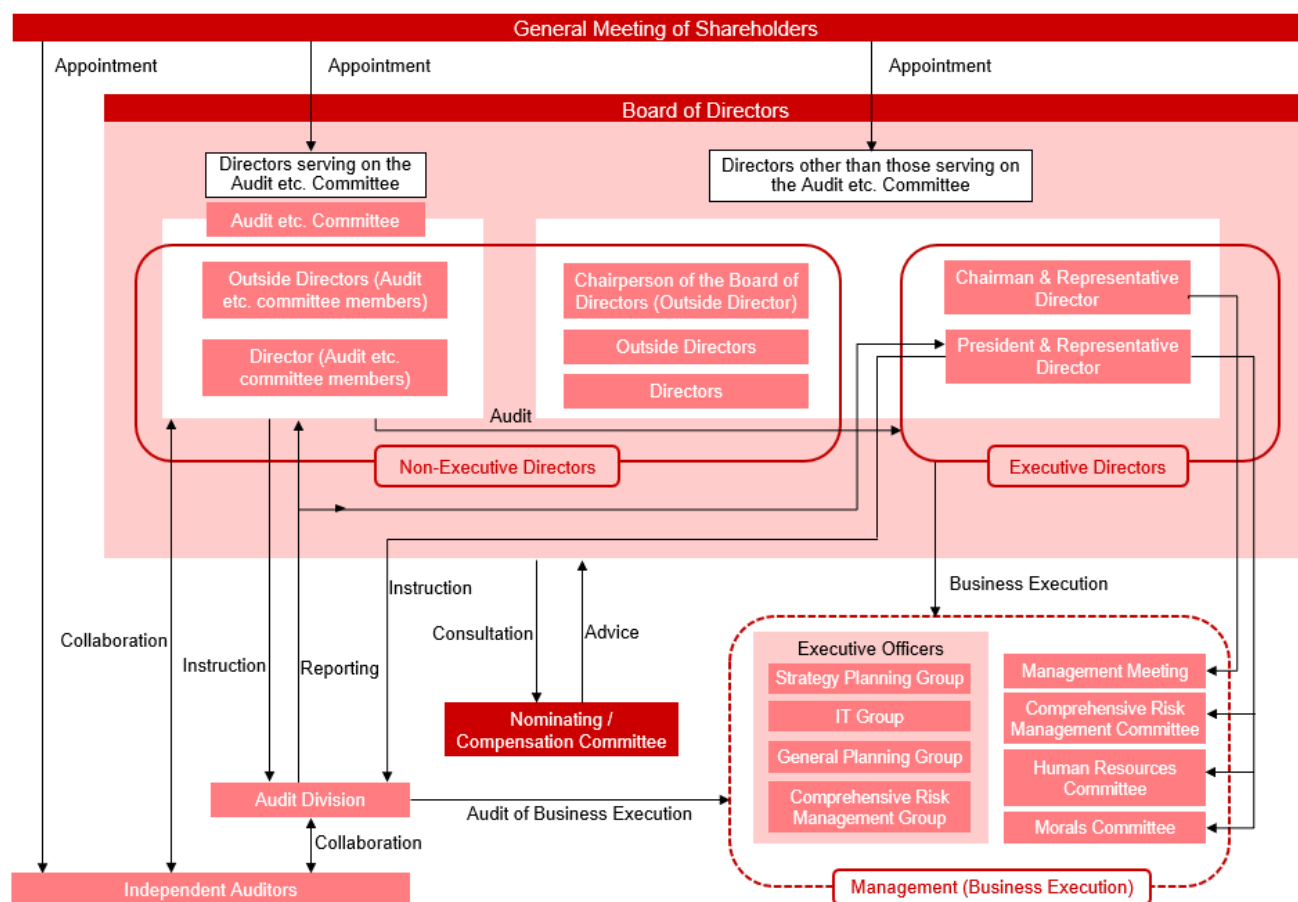 General Meeting of Shareholders
Appointment
Appointment
Appointment
Board of Directors
Directors serving on the
Audit etc. Committee
Directors other than those serving on
the Audit etc. Committee
Audit etc. Committee
Outside Directors (Audit
etc. committee members)
Director (Audit etc.
committee members)
Chairperson of the Board of
Directors (Outside Director)
Outside Directors
Directors
Chairman & Representative
Director
President & Representative
Director
Audit
Non-Executive Directors
Executive Directors
Collaboration
Instruction
Reporting
Instruction
Consultation
Advice
Business Execution
Nominating /
Compensation Committee
Executive Officers
Strategy Planning Group
IT Group
General Planning Group
Comprehensive Risk
Management Group
Management Meeting
Comprehensive Risk
Management Committee
Human Resources
Committee
Morals Committee
Audit Division
Audit of Business Execution
Collaboration
Independent Auditors
Management (Business Execution)